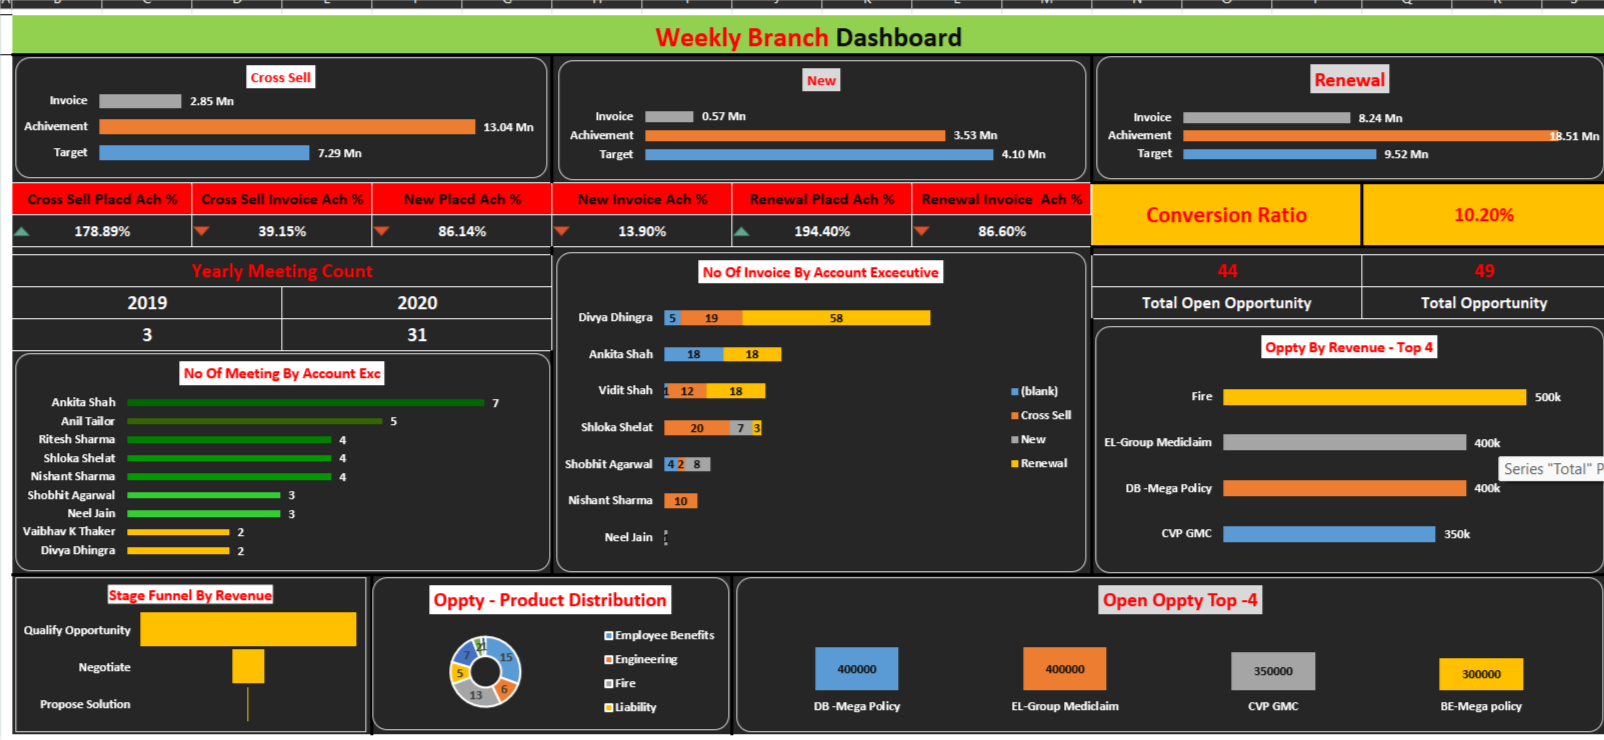 Weekly Branch Dashboard
Cross Sell
Invoice 2.85 Mn
Achivement 13.04 Mn
Target 7.29 Mn
New
Invoice 0.57 Mn
Achivement 3.53 Mn
Target 4.10 Mn
Renewal
Invoice 8.24 Mn
Achivement 18.51 Mn
Target 9.52 Mn
Cross Sell Placd Ach % Cross Sell Invoice Ach % New Placd Ach % New Invoice Ach % Renewal Placd Ach % Renewal Invoice Ach %
178.89% 39.15% 86.14% 13.90% 194.40% 86.60%
Conversion Ratio 10.20%
Yearly Meeting Count
2019 2020
3 31
No Of Meeting By Account Exc
Ankita Shah 7
Anil Tailor 5
Ritesh Sharma 4
Shloka Shelat 4
Nishant Sharma 4
Shobhit Agarwal 3
Neel Jain 3
Vaibhav K Thaker 2
Divya Dhingra 2
No Of Invoice By Account Excecutive
Divya Dhingra 5 19 58
Ankita Shah 18 18
Vidit Shah 1 12 18
Shloka Shelat 20 7 3
Shobhit Agarwal 4 2 8
Nishant Sharma 10
Neel Jain
(blank)
Cross Sell
New
Renewal
44 49
Total Open Opportunity Total Opportunity
Oppty By Revenue - Top 4
Fire 500k
EL-Group Mediclaim 400k
DB -Mega Policy 400k
CVP GMC 350k
Series "Total" P
Stage Funnel By Revenue
Qualify Opportunity
Negotiate
Propose Solution
Oppty - Product Distribution
15
6
13
5
7
2
1
Employee Benefits
Engineering
Fire
Liability
Open Oppty Top -4
400000 400000 350000 300000
DB -Mega Policy EL-Group Mediclaim CVP GMC BE-Mega policy